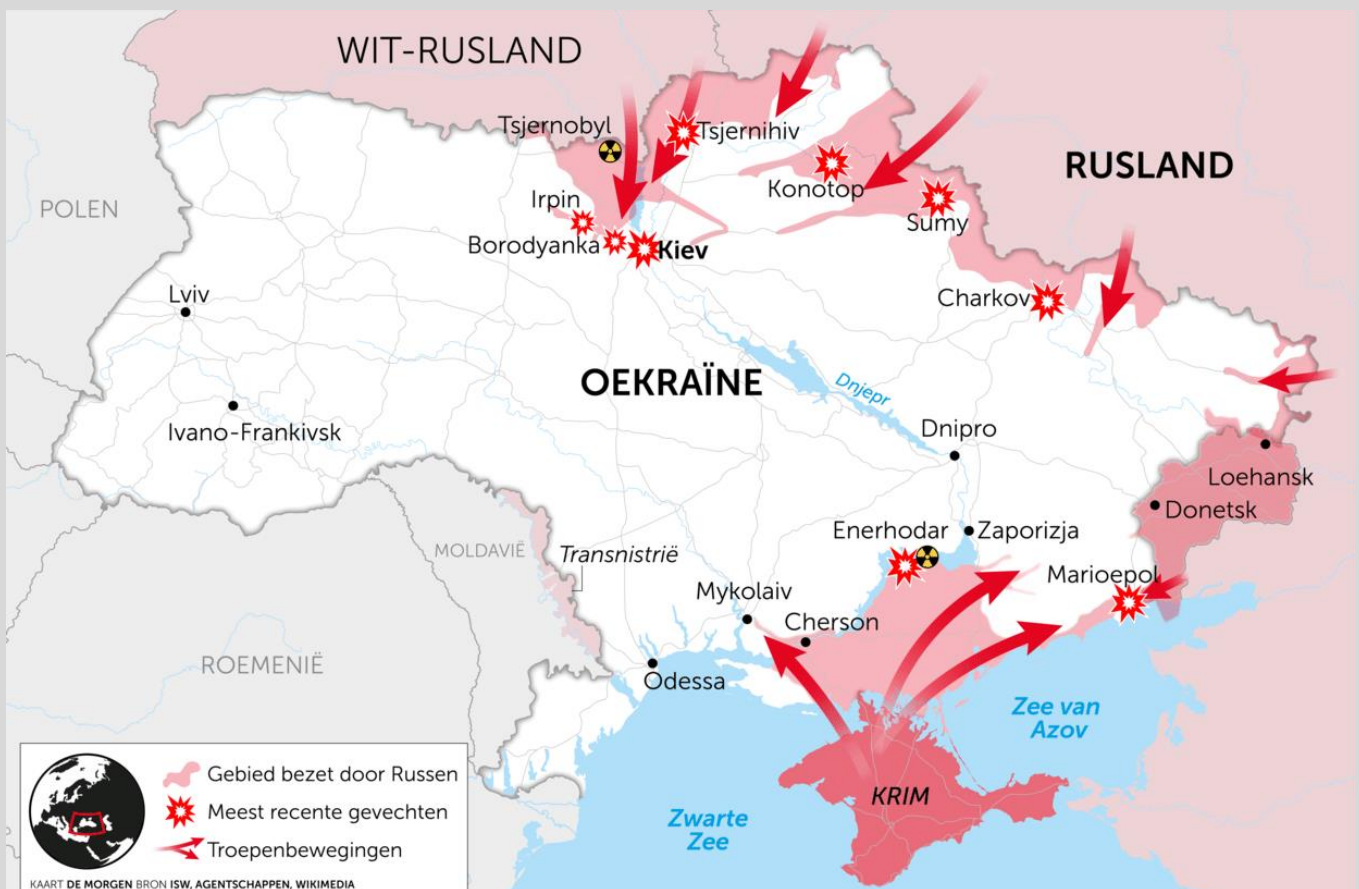 WIT-RUSLAND
Tsjernobyl
Tsjernihiv
RUSLAND
Konotop
Irpin
POLEN
Sumy
Borodyanka
Kiev
Lviv
Charkov
OEKRAÏNE
Dnjepr
Ivano-Frankivsk
Dnipro
Loehansk
Donetsk
Enerhodar
Zaporizja
MOLDAVIË
Transnistrië
Marioepol
Mykolaiv
Cherson
ROEMENIË
Odessa
Zee van
Azov
Gebied bezet door Russen
KRIM
Meest recente gevechten
Zwarte
Zee
Troepenbewegingen
KAART DE MORGEN BRON ISW, AGENTSCHAPPEN, WIKIMEDIA